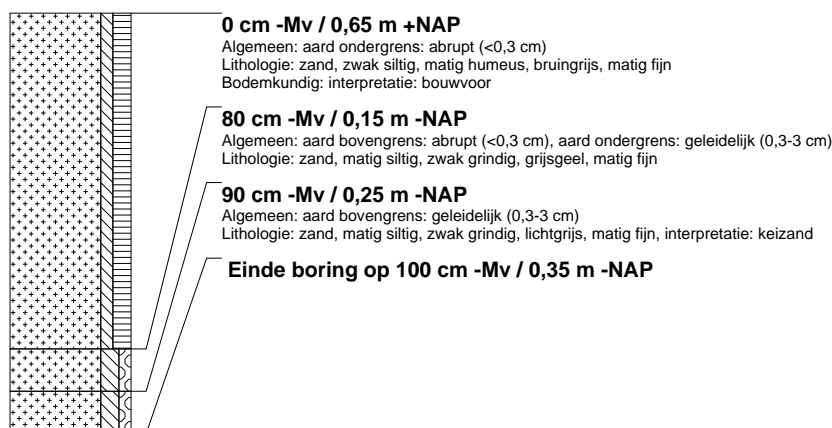 0 cm -Mv / 0,65 m +NAP
Algemeen: aard ondergrens: abrupt (<0,3 cm)
Lithologie: zand, zwak siltig, matig humeus, bruingrijs, matig fijn
Bodemkundig: interpretatie: bouwvoor
80 cm -Mv / 0,15 m -NAP
Algemeen: aard bovengrens: abrupt (<0,3 cm), aard ondergrens: geleidelijk (0,3-3 cm)
Lithologie: zand, matig siltig, zwak grindig, grijsgeel, matig fijn
90 cm -Mv / 0,25 m -NAP
Algemeen: aard bovengrens: geleidelijk (0,3-3 cm)
Lithologie: zand, matig siltig, zwak grindig, lichtgrijs, matig fijn, interpretatie: keizand
Einde boring op 100 cm -Mv / 0,35 m -NAP